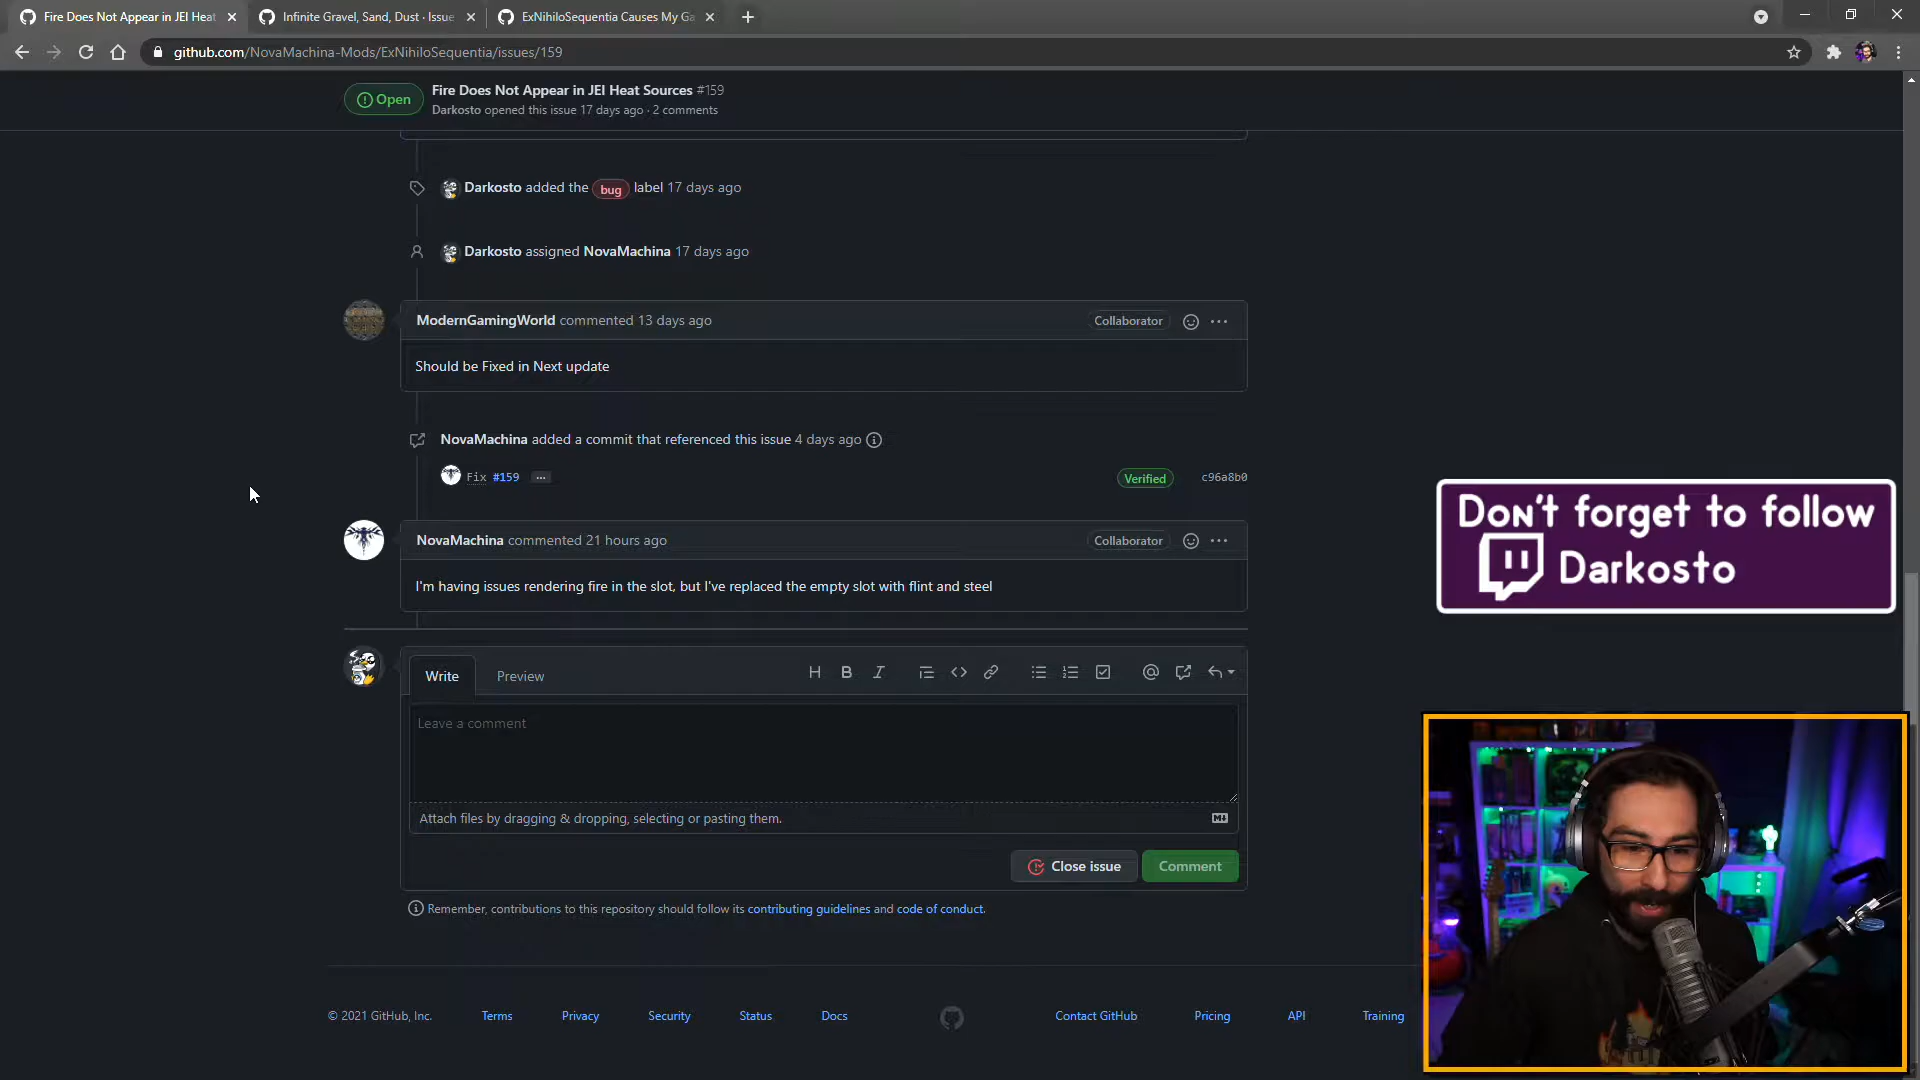 Fire Does Not Appear in JEI Heat
Infinite Gravel, Sand, Dust · Issue
ExNihiloSequentia Causes My Ga
github.com/NovaMachina-Mods/ExNihiloSequentia/issues/159
Open
Fire Does Not Appear in JEI Heat Sources #159
Darkosto opened this issue 17 days ago · 2 comments
Darkosto added the bug label 17 days ago
Darkosto assigned NovaMachina 17 days ago
ModernGamingWorld commented 13 days ago
Collaborator
Should be Fixed in Next update
NovaMachina added a commit that referenced this issue 4 days ago
Fix #159 ...
Verified
c96a8b0
NovaMachina commented 21 hours ago
Collaborator
I'm having issues rendering fire in the slot, but I've replaced the empty slot with flint and steel
Write
Preview
Leave a comment
Attach files by dragging & dropping, selecting or pasting them.
Close issue
Comment
Remember, contributions to this repository should follow its contributing guidelines and code of conduct.
© 2021 GitHub, Inc.
Terms
Privacy
Security
Status
Docs
Contact GitHub
Pricing
API
Training
Don't forget to follow
Darkosto